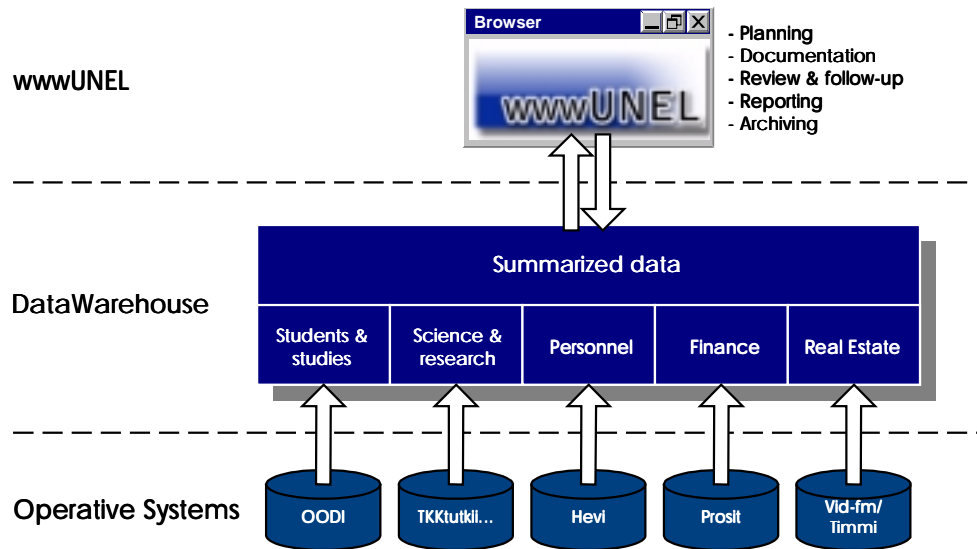 Browser
wwwUNEL
- Planning
- Documentation
- Review & follow-up
- Reporting
- Archiving
wwwUNEL
Summarized data
DataWarehouse
Students &
studies
Science &
research
Personnel
Finance
Real Estate
Operative Systems
OODI
TKKtutkii...
Hevi
Prosit
Vid-fm/
Timmi